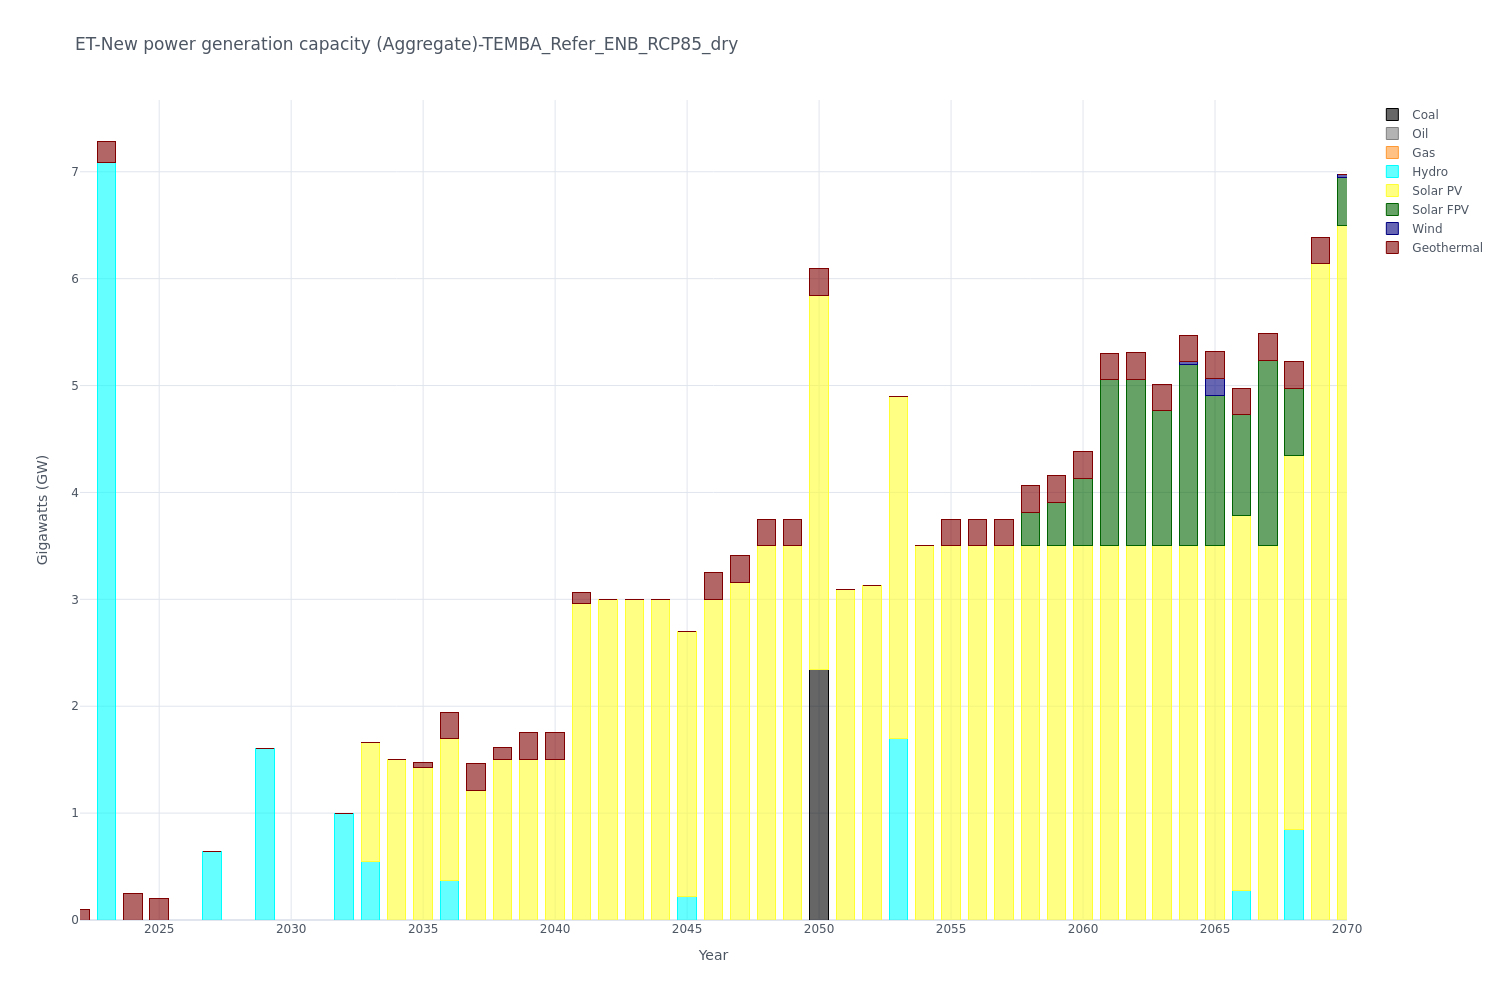 ET-New power generation capacity (Aggregate)-TEMBA_Refer_ENB_RCP85_dry
Coal
Oil
Gas
Hydro
Solar PV
Solar FPV
Wind
Geothermal
7
6
5
4
3
2
1
0
Gigawatts (GW)
2025
2030
2035
2040
2045
2050
2055
2060
2065
2070
Year